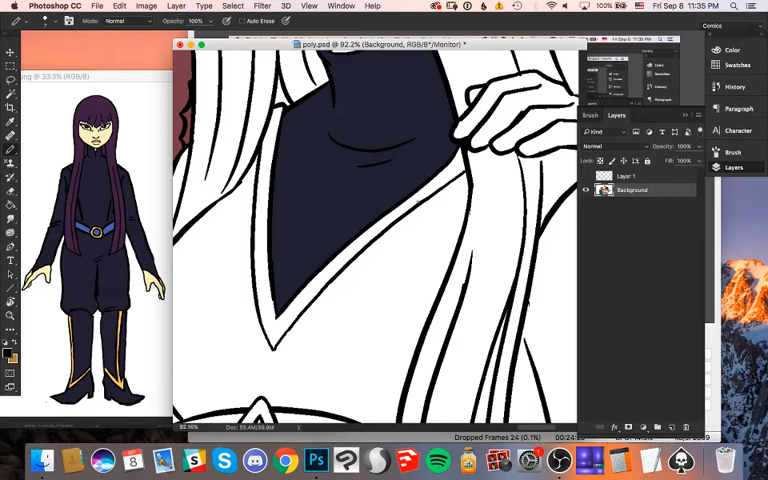 Photoshop CC File Edit Image Layer Type Select Filter 3D View Window Help 100% Fri Sep 8 11:35 PM
Mode: Normal Opacity: 100% Auto Erase Comics
poly.psd @ 92.2% (Background, RGB/8*/Monitor) *
png @ 33.3% (RGB/8)
Color
Swatches
History
Paragraph
Character
Brush
Layers
Brush Layers
Kind
Normal Opacity: 100%
Lock: Fill: 100%
Layer 1
Background
92.16% Doc: 55.4M/39.8M
Dropped Frames 24 (0.1%)